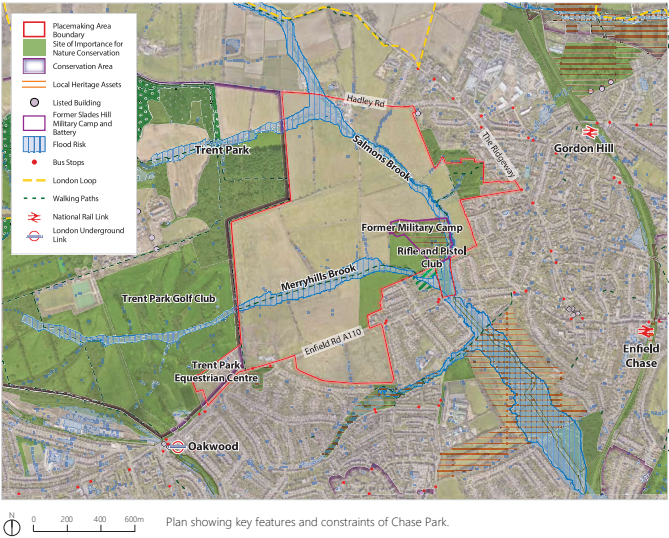 Placemaking Area
Boundary
Site of Importance for
Nature Conservation
Conservation Area
Local Heritage Assets
Listed Building
Former Slades Hill
Military Camp and
Battery
Flood Risk
Bus Stops
London Loop
Walking Paths
National Rail Link
London Underground
Link
Hadley Rd
The Ridgeway
Gordon Hill
Trent Park
Salmons Brook
Former Military Camp
Rifle and Pistol
Club
Merryhills Brook
Trent Park Golf Club
Enfield Rd A110
Enfield
Chase
Trent Park
Equestrian Centre
Oakwood
N
0 200 400 600m
Plan showing key features and constraints of Chase Park.